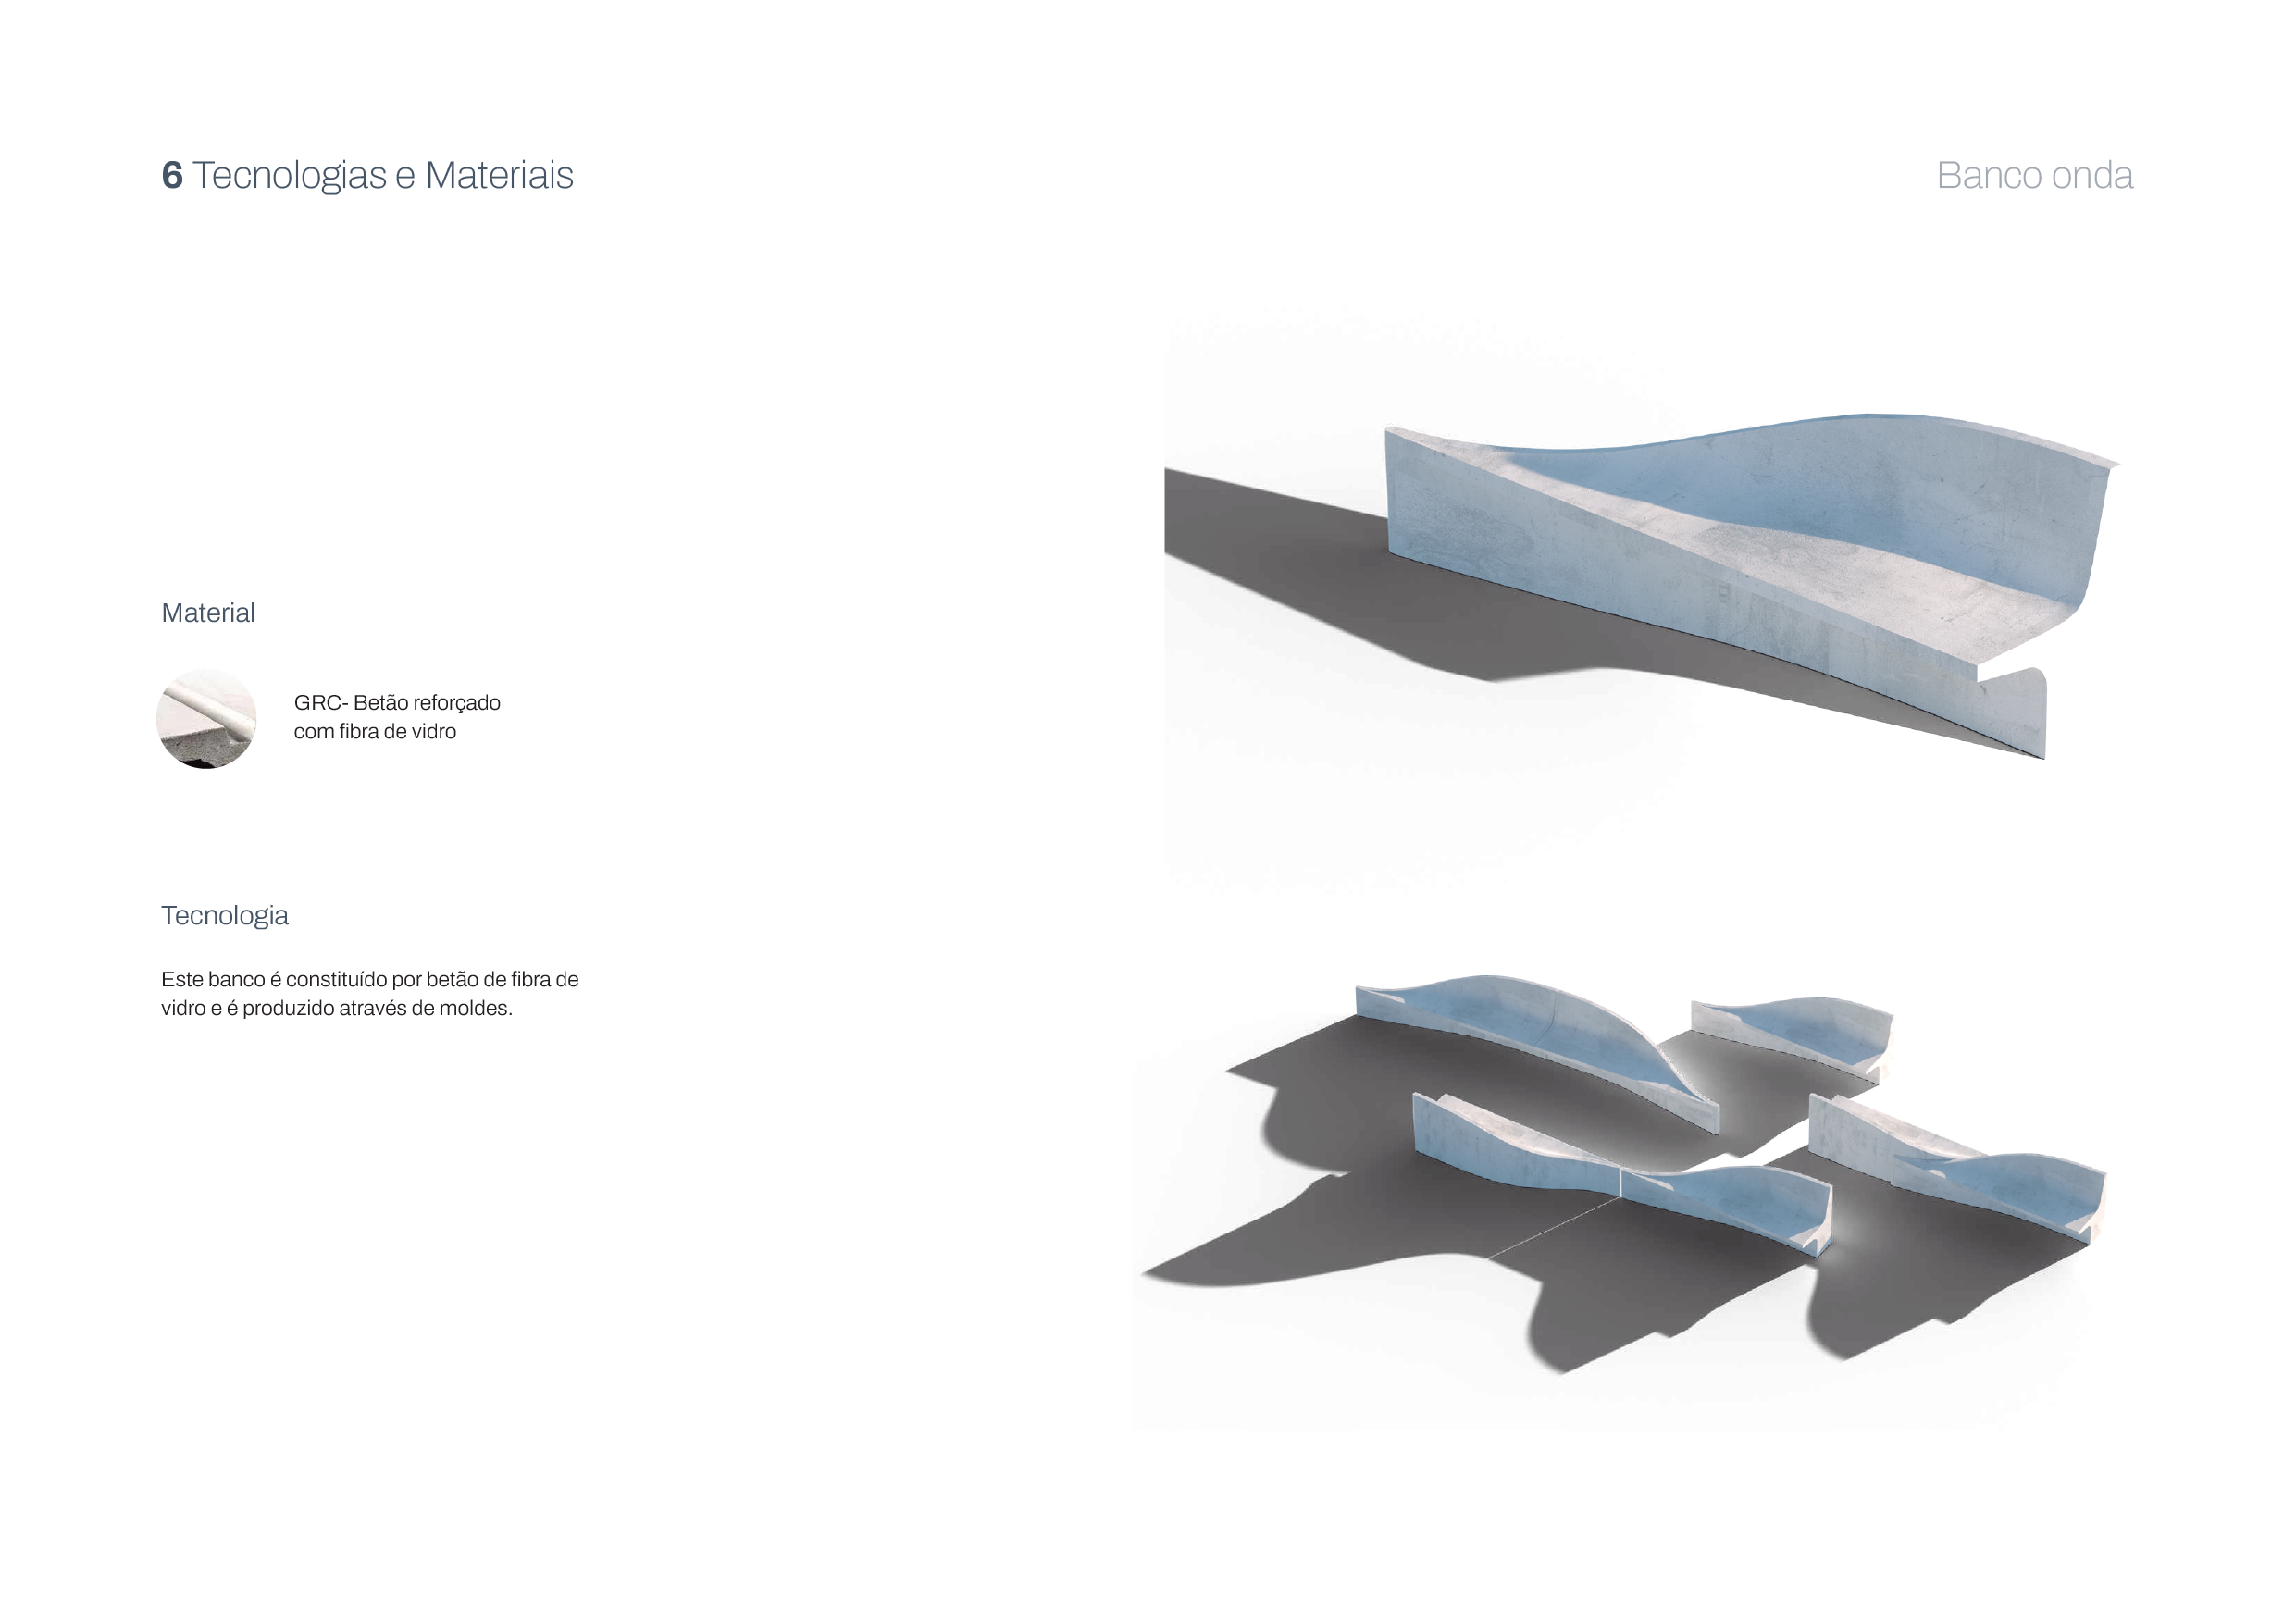 6 Tecnologias e Materiais
Banco onda
Material
GRC- Betão reforçado
com fibra de vidro
Tecnologia
Este banco é constituído por betão de fibra de
vidro e é produzido através de moldes.